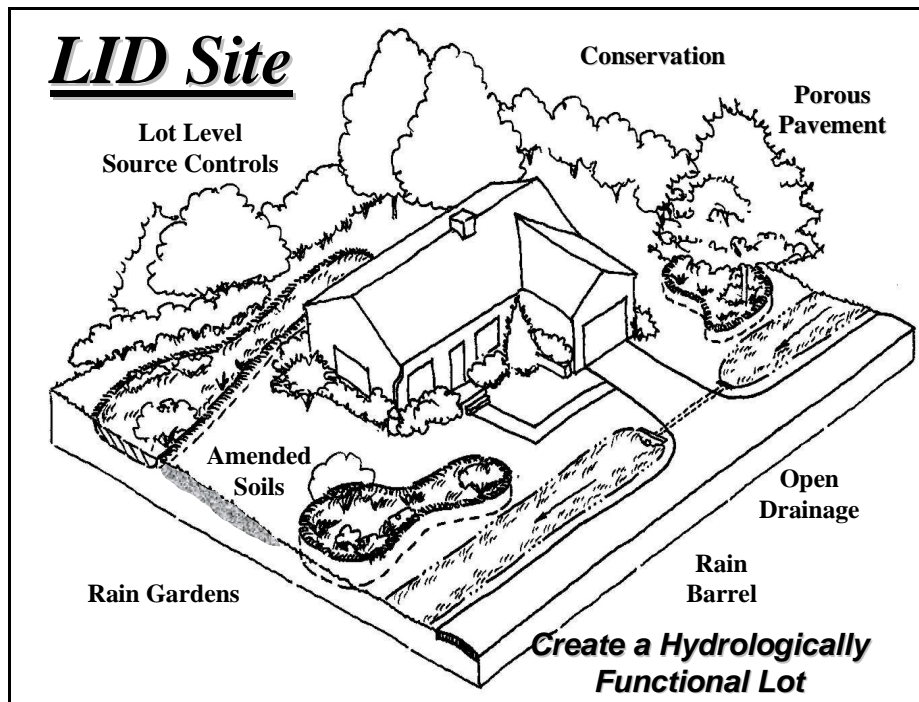 LID Site
Conservation
Porous
Pavement
Lot Level
Source Controls
Amended
Soils
Open
Drainage
Rain Gardens
Rain
Barrel
Create a Hydrologically
Functional Lot